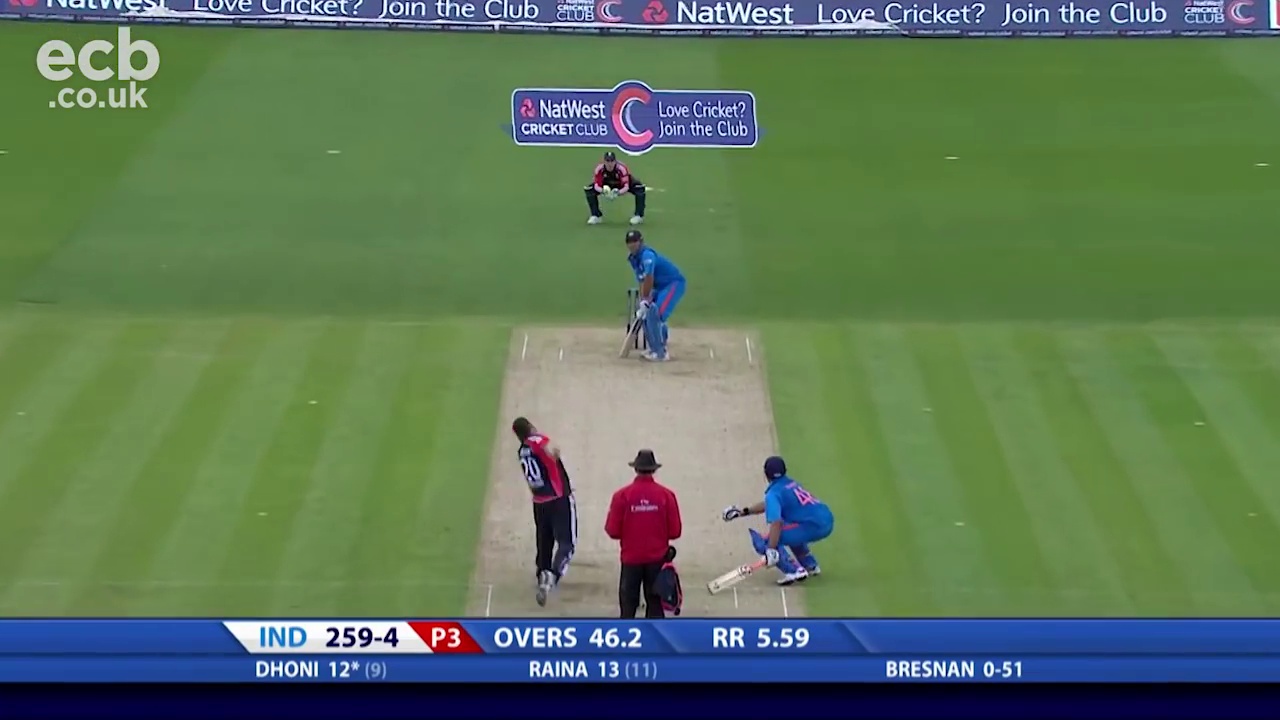 NatWest Love Cricket? Join the Club NatWest CRICKET CLUB NatWest Love Cricket? Join the Club NatWest CRICKET CLUB
ecb
.co.uk
NatWest
CRICKET CLUB
Love Cricket?
Join the Club
20
Fly
Emirates
IND 259-4 P3 OVERS 46.2 RR 5.59
DHONI 12* (9) RAINA 13 (11) BRESNAN 0-51